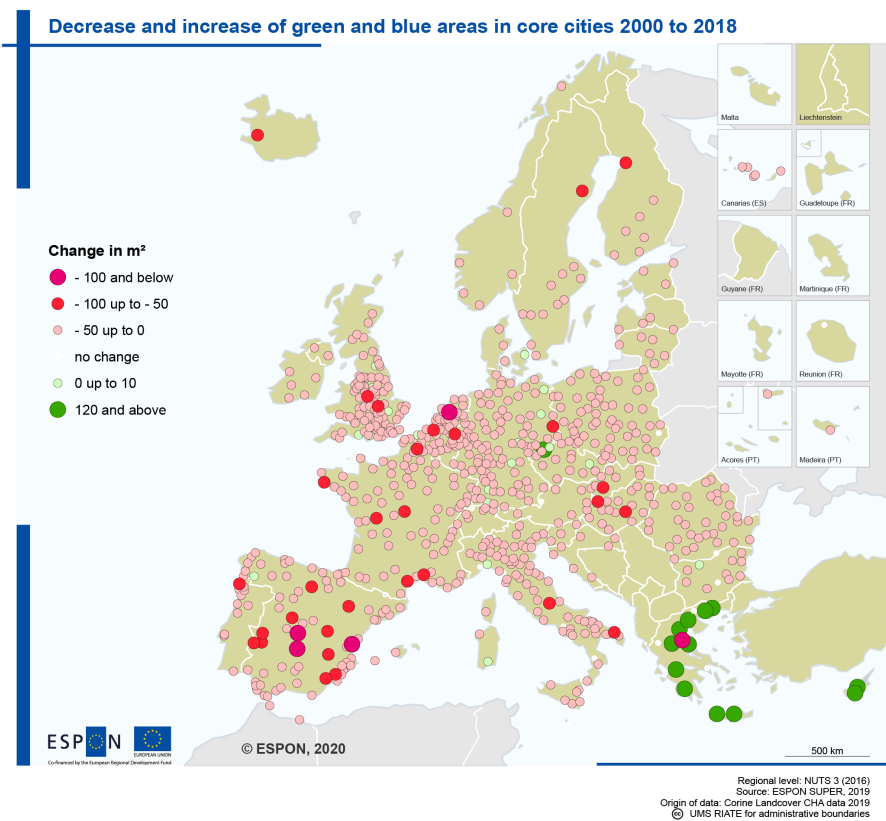 Decrease and increase of green and blue areas in core cities 2000 to 2018
Malta
Liechtenstein
Canarias (ES)
Guadeloupe (FR)
Guyane (FR)
Martinique (FR)
Mayotte (FR)
Reunion (FR)
Acores (PT)
Madeira (PT)
Change in m²
- 100 and below
- 100 up to - 50
- 50 up to 0
no change
0 up to 10
120 and above
ESPON
EUROPEAN UNION
Co-financed by the European Regional Development Fund
© ESPON, 2020
500 km
Regional level: NUTS 3 (2016)
Source: ESPON SUPER, 2019
Origin of data: Corine Landcover CHA data 2019
(cc) UMS RIATE for administrative boundaries